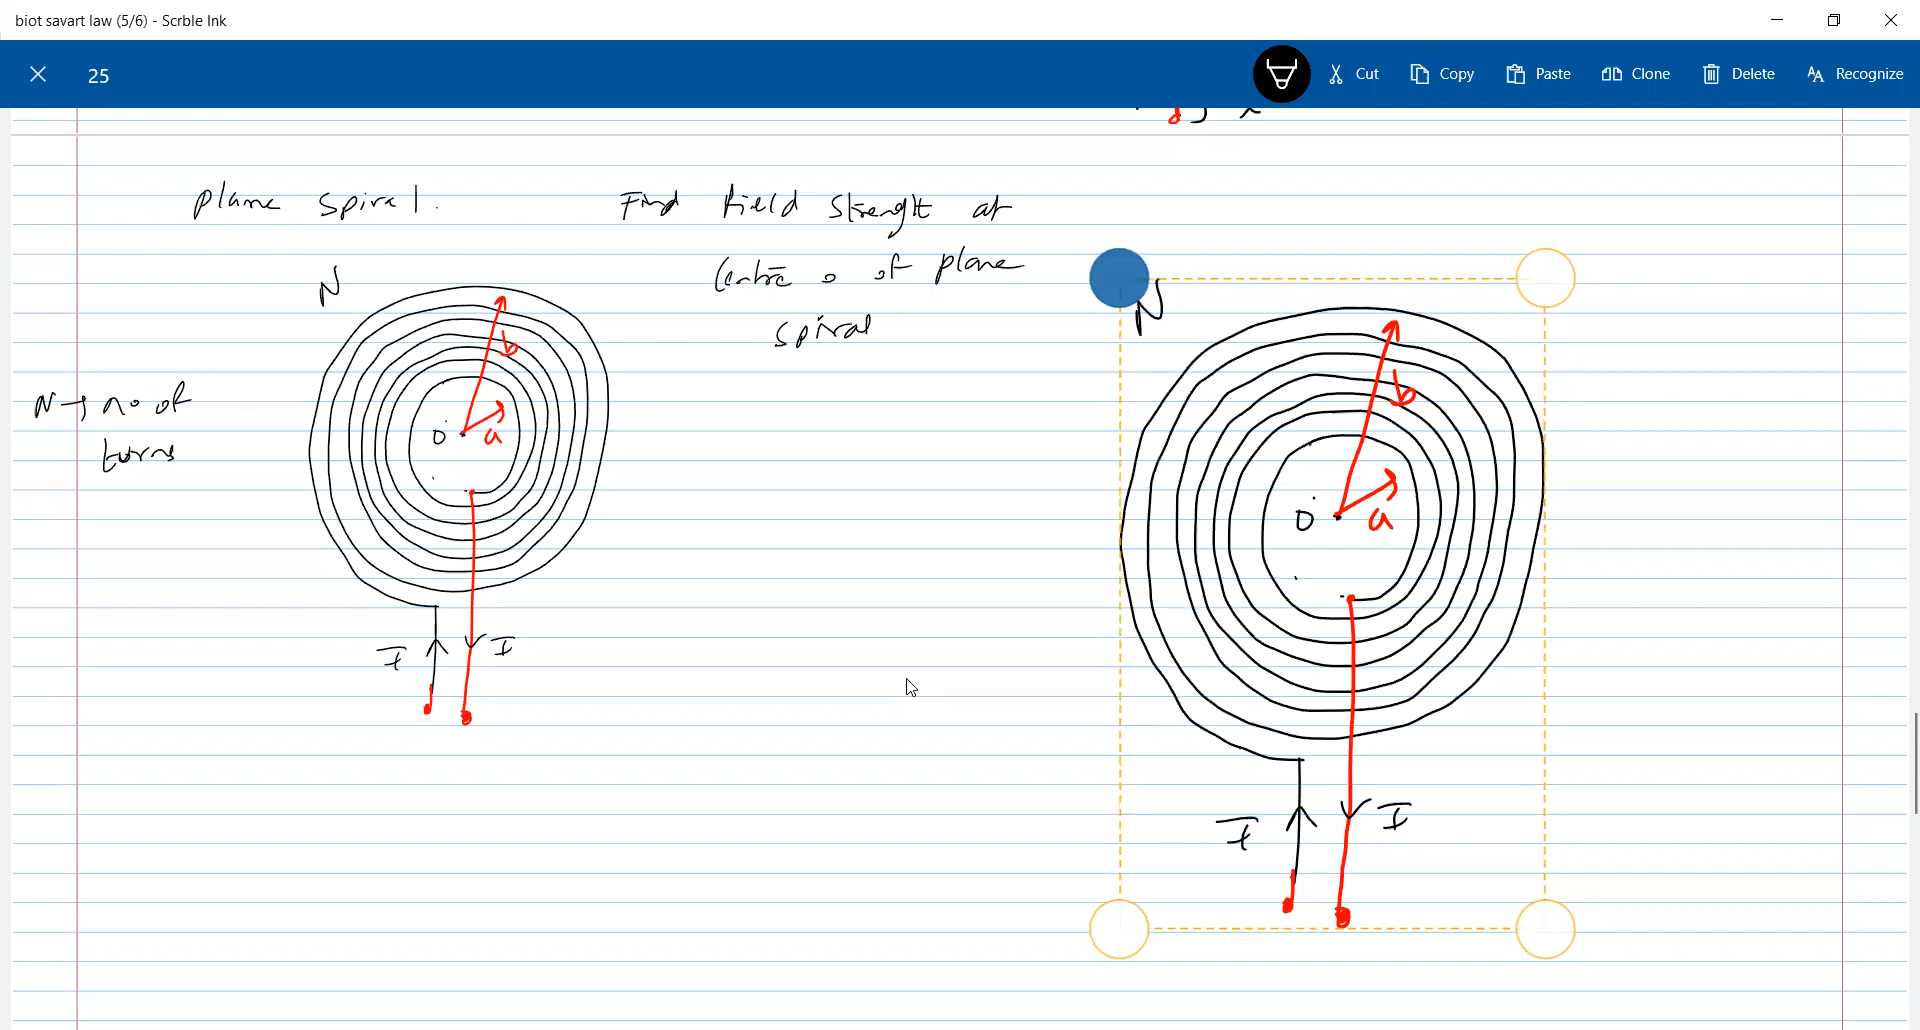 biot savart law (5/6) - Scrble Ink
25
Cut
Copy
Paste
Clone
Delete
Recognize
plane spiral.
Find field strenght at
Centre o of plane
spiral
N
b
O
a
N → no of
turns
I
I
N
b
O
a
I
I